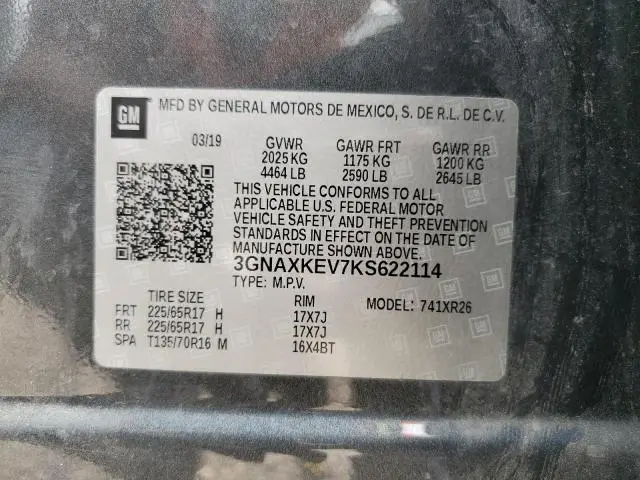 GM
MFD BY GENERAL MOTORS DE MEXICO, S. DE R.L. DE C.V.
03/19 GVWR GAWR FRT GAWR RR
2025 KG 1175 KG 1200 KG
4464 LB 2590 LB 2645 LB
THIS VEHICLE CONFORMS TO ALL
APPLICABLE U.S. FEDERAL MOTOR
VEHICLE SAFETY AND THEFT PREVENTION
STANDARDS IN EFFECT ON THE DATE OF
MANUFACTURE SHOWN ABOVE.
3GNAXKEV7KS622114
TYPE: M.P.V.
TIRE SIZE RIM MODEL: 741XR26
FRT 225/65R17 H 17X7J
RR 225/65R17 H 17X7J
SPA T135/70R16 M 16X4BT